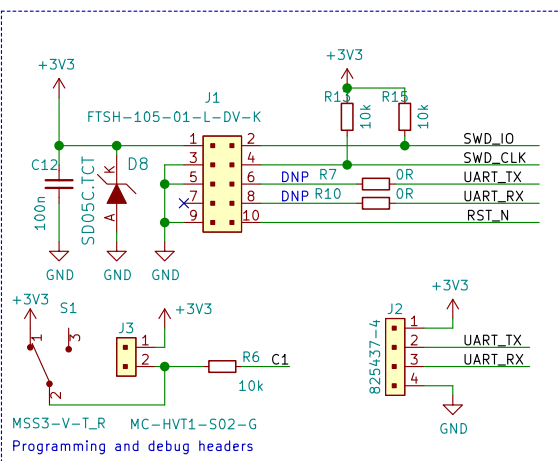 +3V3
+3V3
J1
R13 10k R15 10k
FTSH-105-01-L-DV-K
1 2 SWD_IO
C12 100n D8 SD05C.TCT K A
3 4 SWD_CLK
5 6 DNP R7 0R UART_TX
7 8 DNP R10 0R UART_RX
9 10 RST_N
GND GND GND
+3V3 S1 +3V3 +3V3
J3 J2
1 3 2
1
2 R6 10k C1
825437-4
1
2 UART_TX
3 UART_RX
4
GND
MSS3-V-T_R MC-HVT1-S02-G
Programming and debug headers